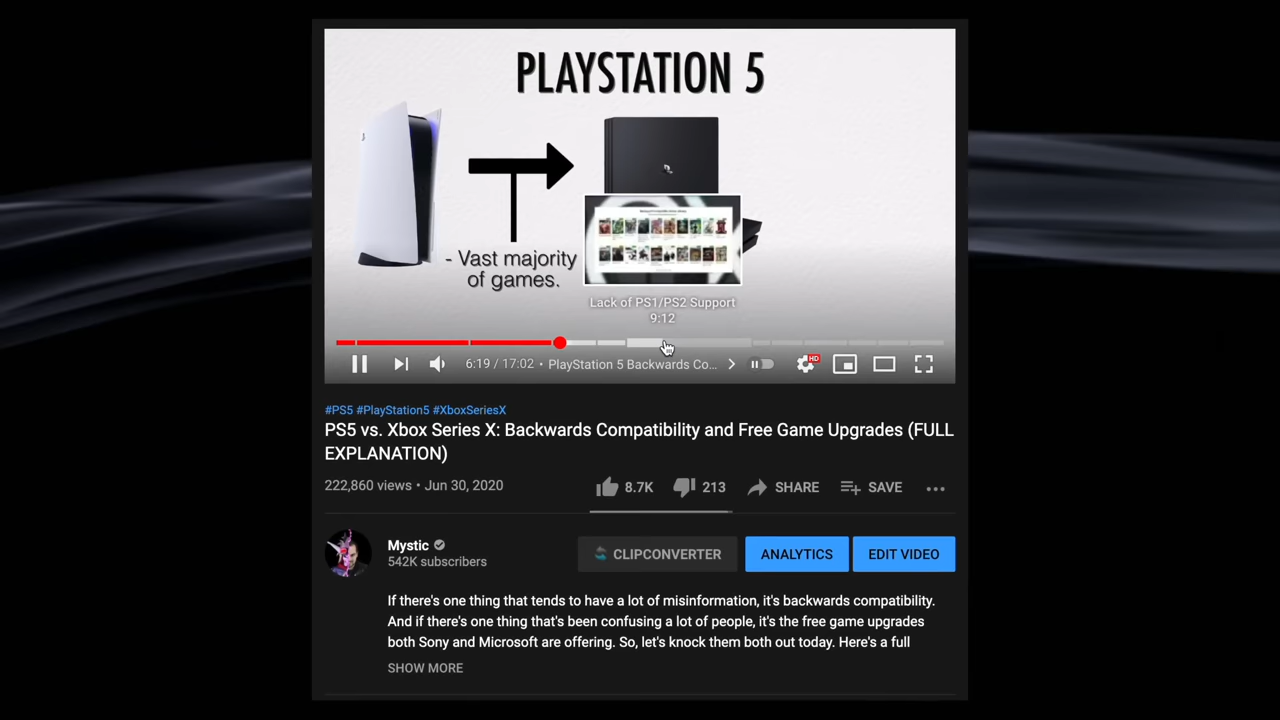 PLAYSTATION 5
- Vast majority
of games.
Lack of PS1/PS2 Support
9:12
6:19 / 17:02 • PlayStation 5 Backwards Co...
HD
#PS5 #PlayStation5 #XboxSeriesX
PS5 vs. Xbox Series X: Backwards Compatibility and Free Game Upgrades (FULL
EXPLANATION)
222,860 views • Jun 30, 2020
8.7K 213 SHARE SAVE
Mystic
542K subscribers
CLIPCONVERTER ANALYTICS EDIT VIDEO
If there's one thing that tends to have a lot of misinformation, it's backwards compatibility.
And if there's one thing that's been confusing a lot of people, it's the free game upgrades
both Sony and Microsoft are offering. So, let's knock them both out today. Here's a full
SHOW MORE